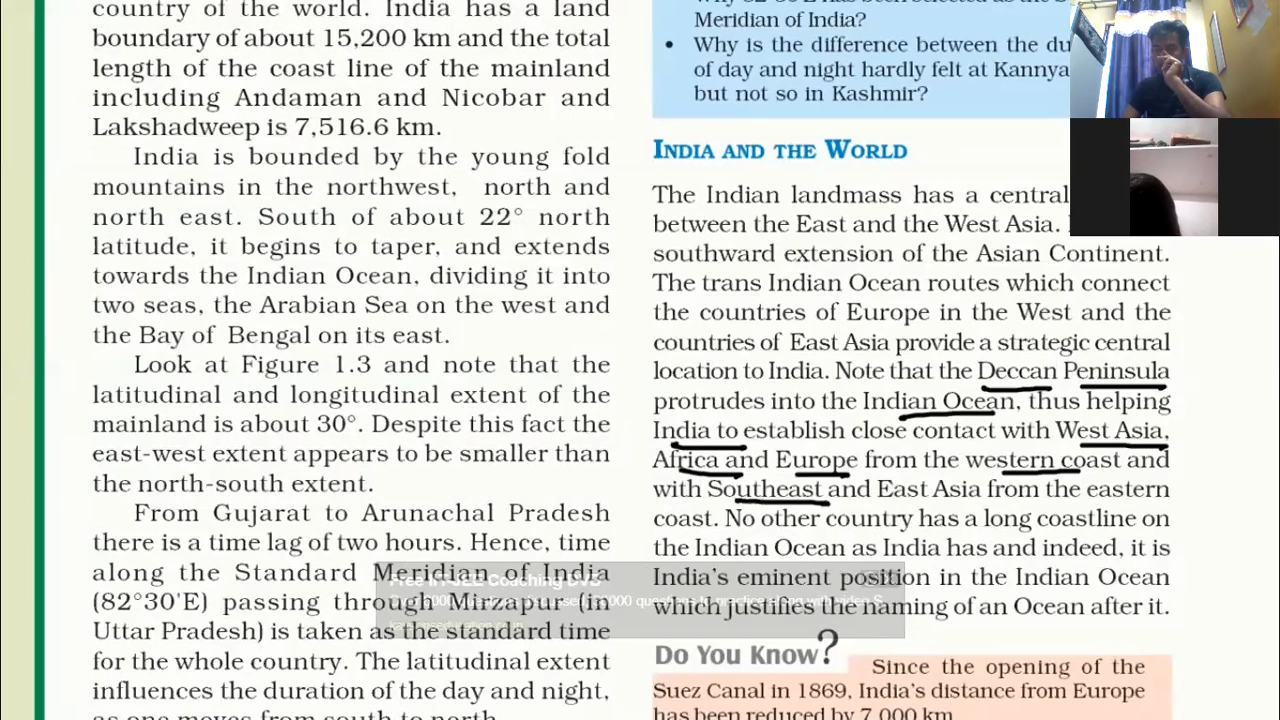 country of the world. India has a land
boundary of about 15,200 km and the total
length of the coast line of the mainland
including Andaman and Nicobar and
Lakshadweep is 7,516.6 km.
India is bounded by the young fold
mountains in the northwest, north and
north east. South of about 22° north
latitude, it begins to taper, and extends
towards the Indian Ocean, dividing it into
two seas, the Arabian Sea on the west and
the Bay of Bengal on its east.
Look at Figure 1.3 and note that the
latitudinal and longitudinal extent of the
mainland is about 30°. Despite this fact the
east-west extent appears to be smaller than
the north-south extent.
From Gujarat to Arunachal Pradesh
there is a time lag of two hours. Hence, time
along the Standard Meridian of India
(82°30'E) passing through Mirzapur (in
Uttar Pradesh) is taken as the standard time
for the whole country. The latitudinal extent
influences the duration of the day and night,
as one moves from south to north.
Meridian of India?
• Why is the difference between the du
of day and night hardly felt at Kannya
but not so in Kashmir?
INDIA AND THE WORLD
The Indian landmass has a central
between the East and the West Asia.
southward extension of the Asian Continent.
The trans Indian Ocean routes which connect
the countries of Europe in the West and the
countries of East Asia provide a strategic central
location to India. Note that the Deccan Peninsula
protrudes into the Indian Ocean, thus helping
India to establish close contact with West Asia,
Africa and Europe from the western coast and
with Southeast and East Asia from the eastern
coast. No other country has a long coastline on
the Indian Ocean as India has and indeed, it is
India's eminent position in the Indian Ocean
which justifies the naming of an Ocean after it.
Do You Know?
Since the opening of the
Suez Canal in 1869, India's distance from Europe
has been reduced by 7,000 km